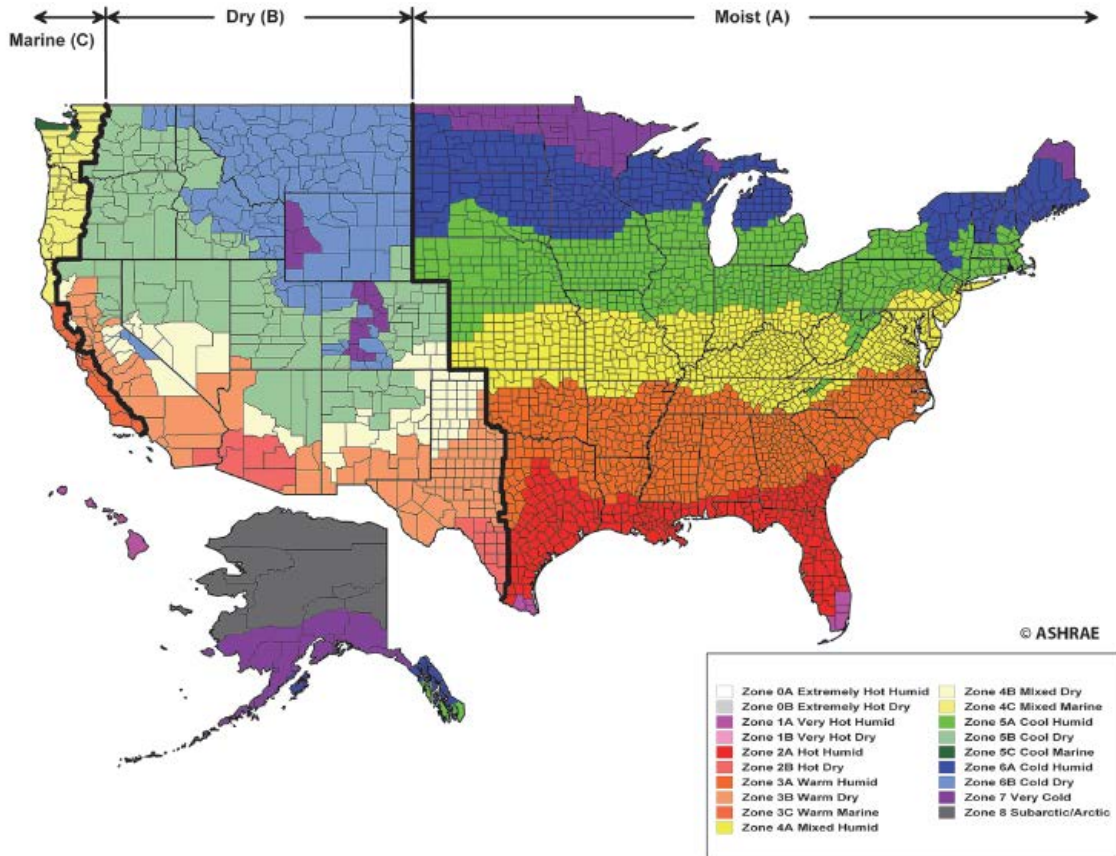 Dry (B)
Moist (A)
Marine (C)
© ASHRAE
Zone 0A Extremely Hot Humid
Zone 0B Extremely Hot Dry
Zone 1A Very Hot Humid
Zone 1B Very Hot Dry
Zone 2A Hot Humid
Zone 2B Hot Dry
Zone 3A Warm Humid
Zone 3B Warm Dry
Zone 3C Warm Marine
Zone 4A Mixed Humid
Zone 4B Mixed Dry
Zone 4C Mixed Marine
Zone 5A Cool Humid
Zone 5B Cool Dry
Zone 5C Cool Marine
Zone 6A Cold Humid
Zone 6B Cold Dry
Zone 7 Very Cold
Zone 8 Subarctic/Arctic